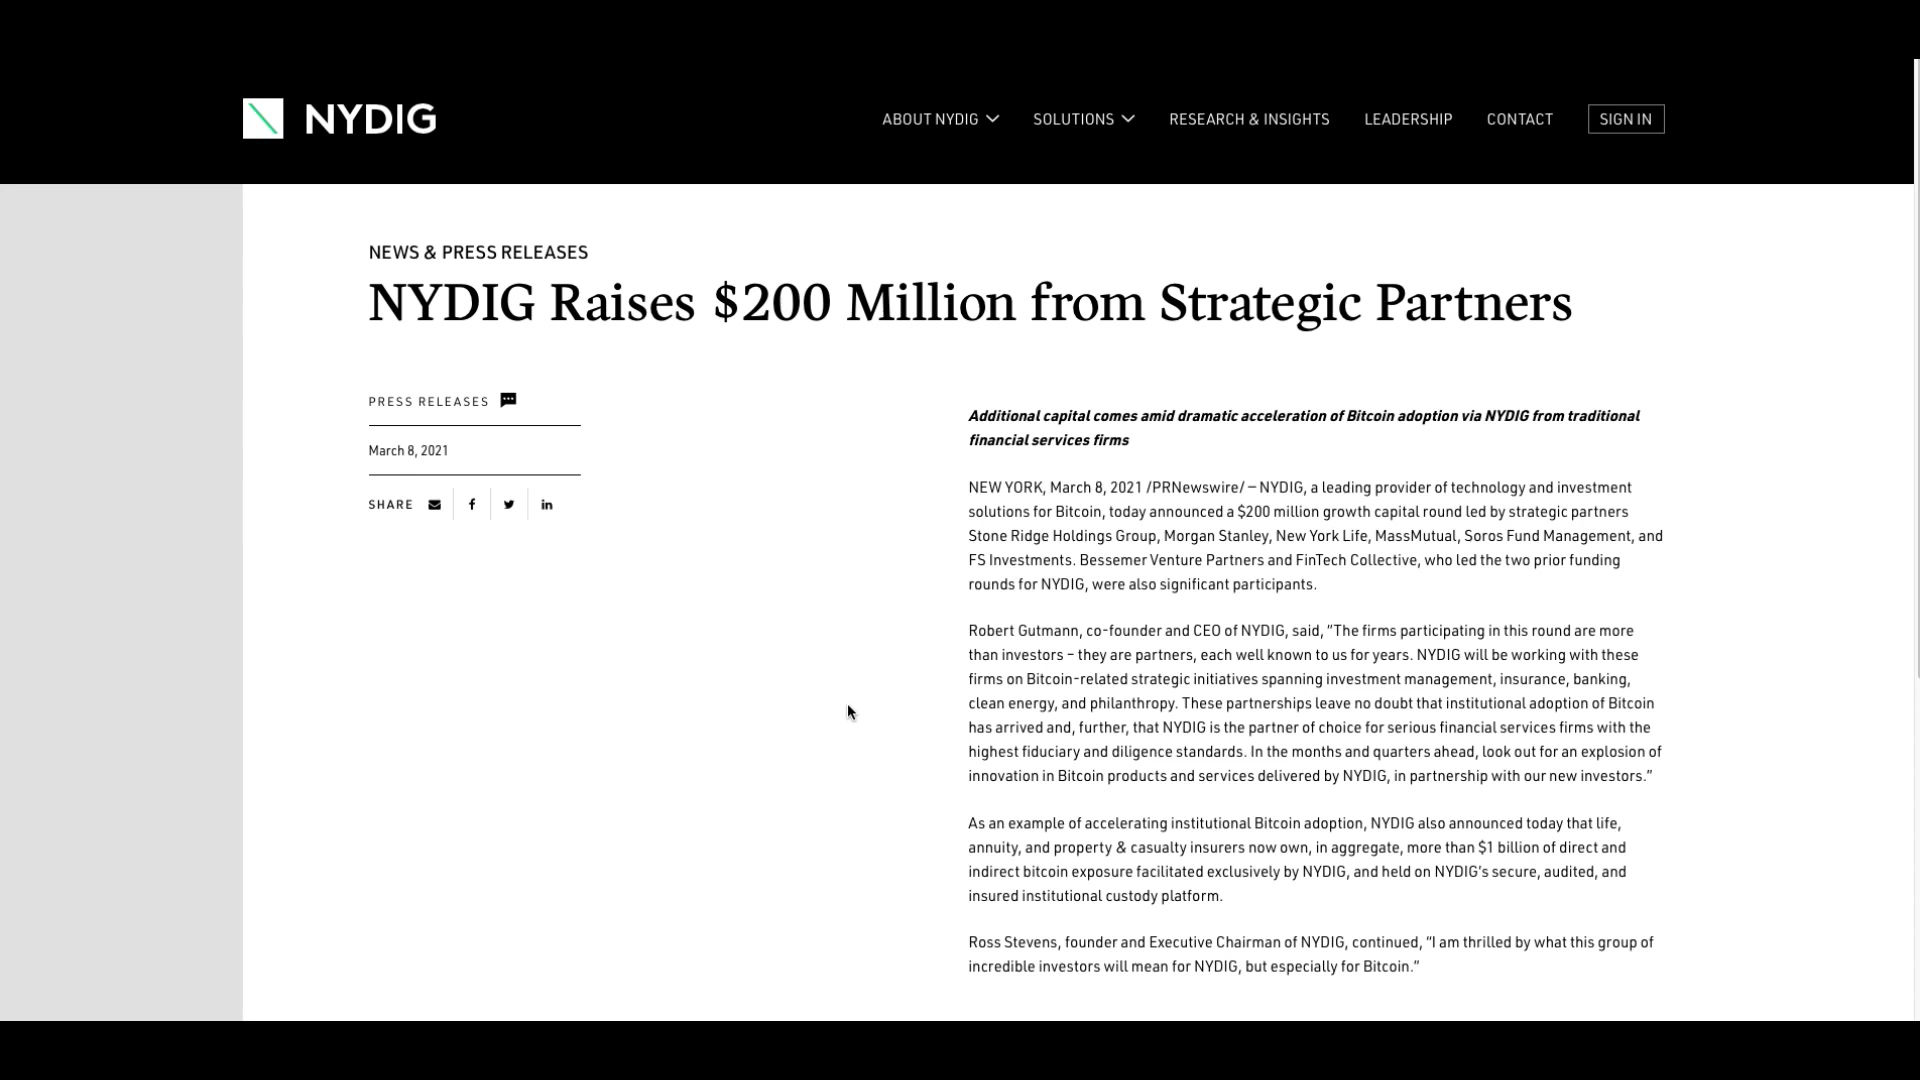 NYDIG
ABOUT NYDIG
SOLUTIONS
RESEARCH & INSIGHTS
LEADERSHIP
CONTACT
SIGN IN
NEWS & PRESS RELEASES
NYDIG Raises $200 Million from Strategic Partners
PRESS RELEASES
March 8, 2021
SHARE
Additional capital comes amid dramatic acceleration of Bitcoin adoption via NYDIG from traditional
financial services firms
NEW YORK, March 8, 2021 /PRNewswire/ – NYDIG, a leading provider of technology and investment
solutions for Bitcoin, today announced a $200 million growth capital round led by strategic partners
Stone Ridge Holdings Group, Morgan Stanley, New York Life, MassMutual, Soros Fund Management, and
FS Investments. Bessemer Venture Partners and FinTech Collective, who led the two prior funding
rounds for NYDIG, were also significant participants.
Robert Gutmann, co-founder and CEO of NYDIG, said, “The firms participating in this round are more
than investors – they are partners, each well known to us for years. NYDIG will be working with these
firms on Bitcoin-related strategic initiatives spanning investment management, insurance, banking,
clean energy, and philanthropy. These partnerships leave no doubt that institutional adoption of Bitcoin
has arrived and, further, that NYDIG is the partner of choice for serious financial services firms with the
highest fiduciary and diligence standards. In the months and quarters ahead, look out for an explosion of
innovation in Bitcoin products and services delivered by NYDIG, in partnership with our new investors.”
As an example of accelerating institutional Bitcoin adoption, NYDIG also announced today that life,
annuity, and property & casualty insurers now own, in aggregate, more than $1 billion of direct and
indirect bitcoin exposure facilitated exclusively by NYDIG, and held on NYDIG’s secure, audited, and
insured institutional custody platform.
Ross Stevens, founder and Executive Chairman of NYDIG, continued, “I am thrilled by what this group of
incredible investors will mean for NYDIG, but especially for Bitcoin.”